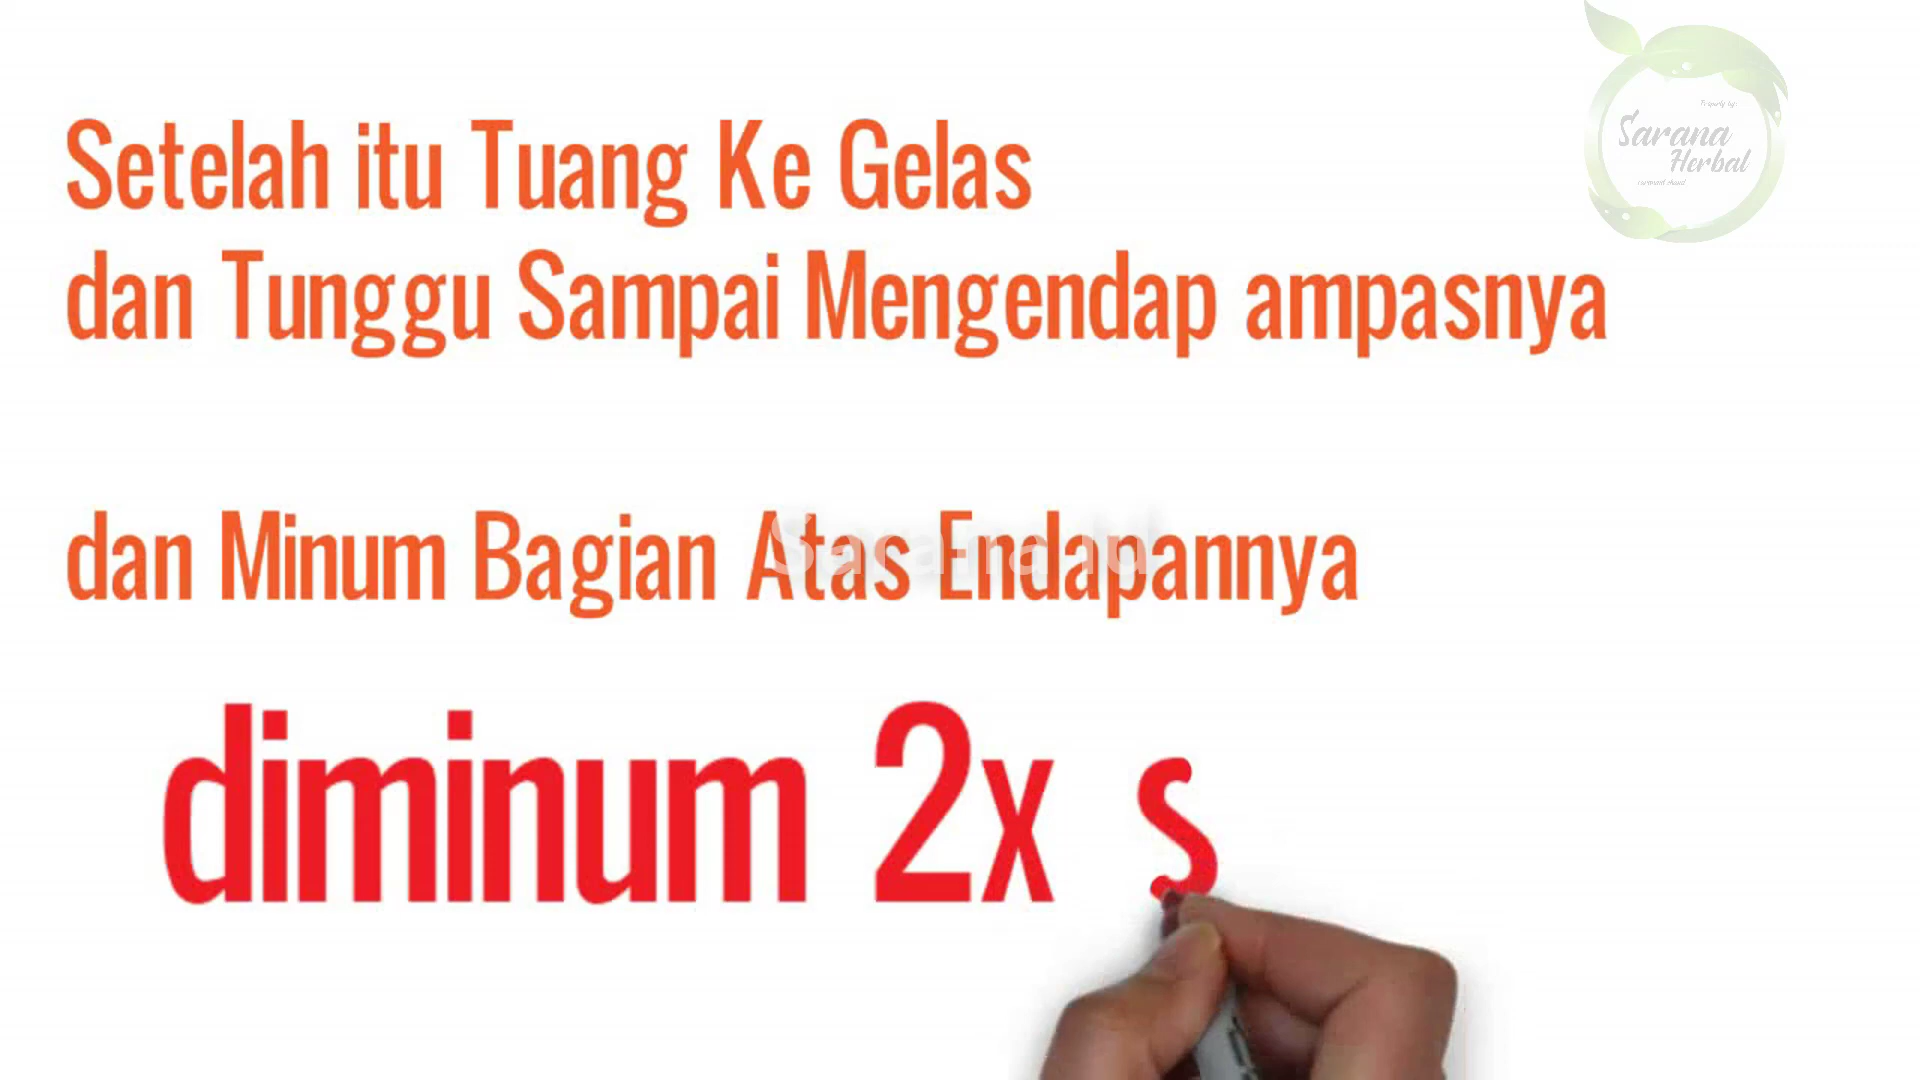 Sarana
Herbal
Setelah itu Tuang Ke Gelas
dan Tunggu Sampai Mengendap ampasnya
dan Minum Bagian Atas Endapannya
diminum 2x s